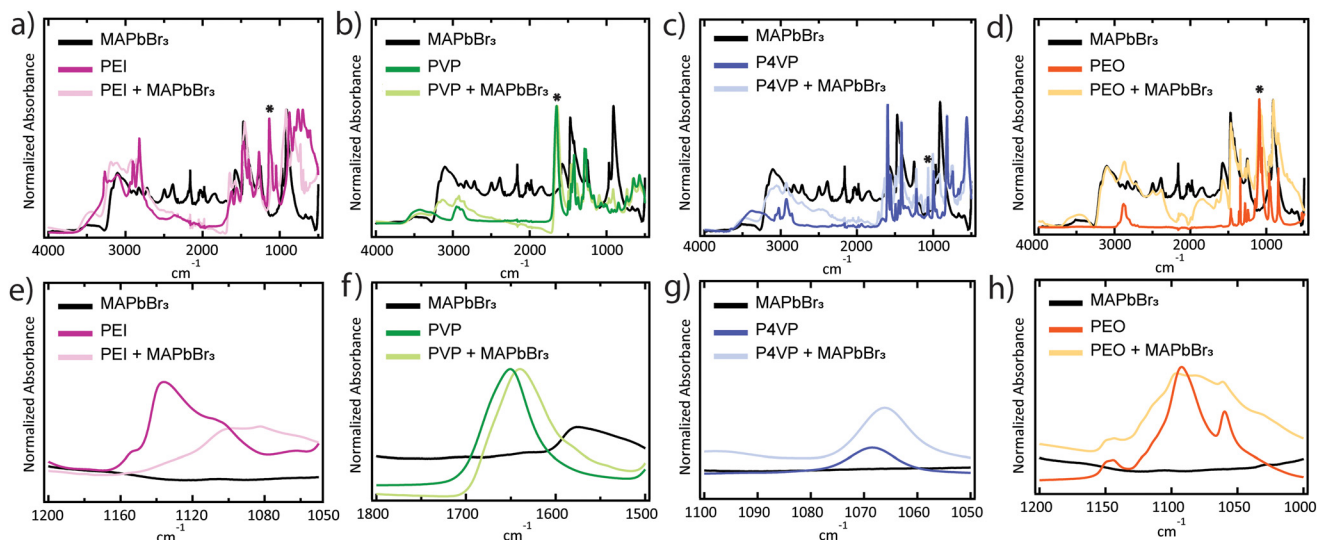 a)
MAPbBr₃
PEI
PEI + MAPbBr₃
*
Normalized Absorbance
4000 3000 2000 1000
cm⁻¹
b)
MAPbBr₃
PVP
PVP + MAPbBr₃
*
Normalized Absorbance
4000 3000 2000 1000
cm⁻¹
c)
MAPbBr₃
P4VP
P4VP + MAPbBr₃
*
Normalized Absorbance
4000 3000 2000 1000
cm⁻¹
d)
MAPbBr₃
PEO
PEO + MAPbBr₃
*
Normalized Absorbance
4000 3000 2000 1000
cm⁻¹
e)
MAPbBr₃
PEI
PEI + MAPbBr₃
Normalized Absorbance
1200 1160 1120 1080 1050
cm⁻¹
f)
MAPbBr₃
PVP
PVP + MAPbBr₃
Normalized Absorbance
1800 1700 1600 1500
cm⁻¹
g)
MAPbBr₃
P4VP
P4VP + MAPbBr₃
Normalized Absorbance
1100 1090 1080 1070 1060 1050
cm⁻¹
h)
MAPbBr₃
PEO
PEO + MAPbBr₃
Normalized Absorbance
1200 1150 1100 1050 1000
cm⁻¹